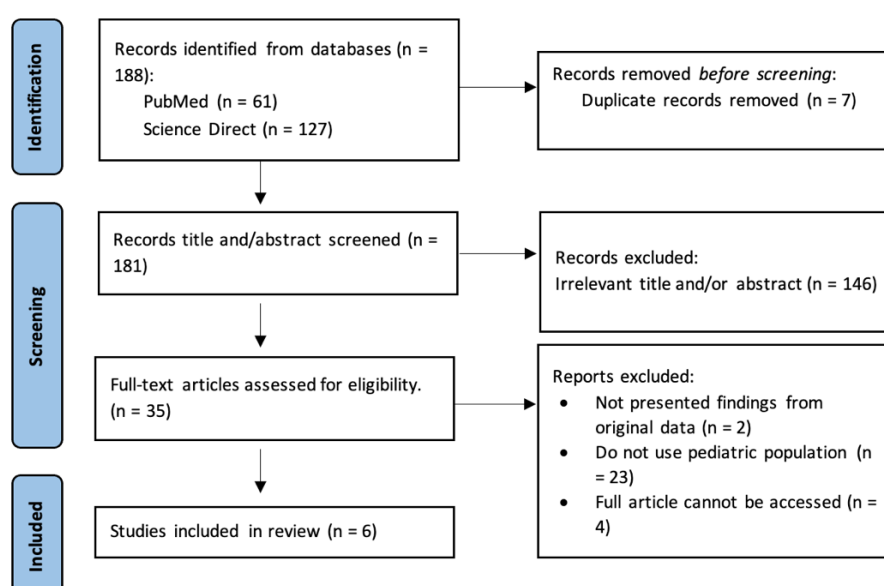 Identification
Records identified from databases (n =
188):
PubMed (n = 61)
Science Direct (n = 127)
Records removed before screening:
Duplicate records removed (n = 7)
Screening
Records title and/abstract screened (n =
181)
Records excluded:
Irrelevant title and/or abstract (n = 146)
Full-text articles assessed for eligibility.
(n = 35)
Reports excluded:
• Not presented findings from
original data (n = 2)
• Do not use pediatric population (n
= 23)
• Full article cannot be accessed (n =
4)
Included
Studies included in review (n = 6)